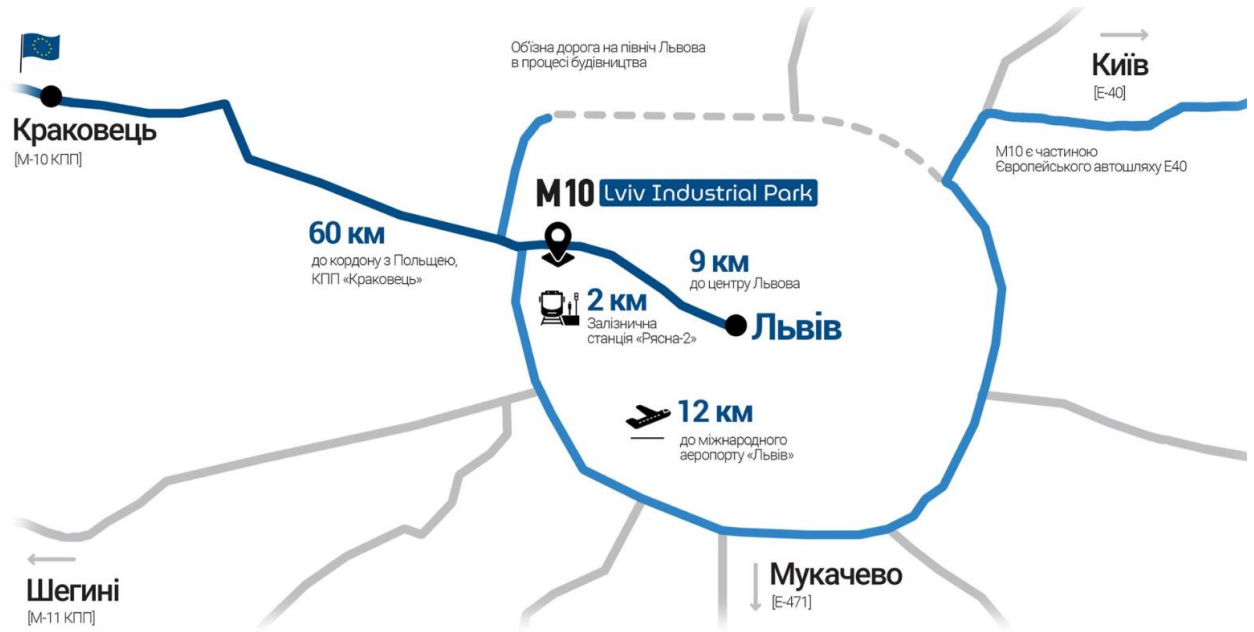 Об'їзна дорога на північ Львова
в процесі будівництва
Київ
[E-40]
Краковець
[М-10 КПП]
М10 є частиною
Європейського автошляху Е40
M10 Lviv Industrial Park
60 км
до кордону з Польщею,
КПП «Краковець»
9 км
до центру Львова
2 км
Залізнична
станція «Рясна-2»
Львів
12 км
до міжнародного
аеропорту «Львів»
Шегині
[М-11 КПП]
Мукачево
[E-471]